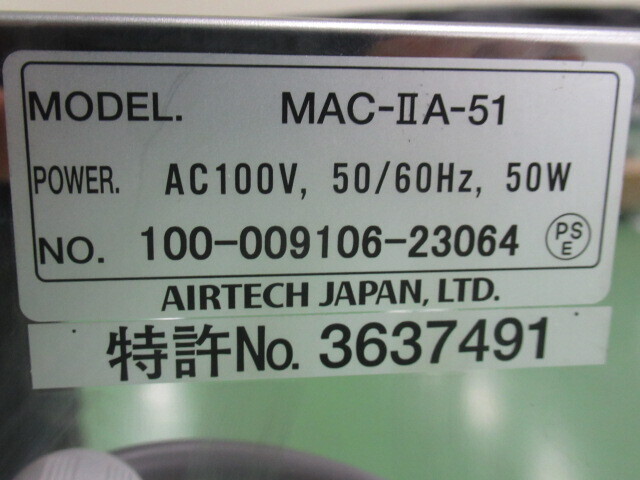 MODEL. MAC-ⅡA-51
POWER. AC100V, 50/60Hz, 50W
NO. 100-009106-23064 PSE
AIRTECH JAPAN, LTD.
特許No. 3637491